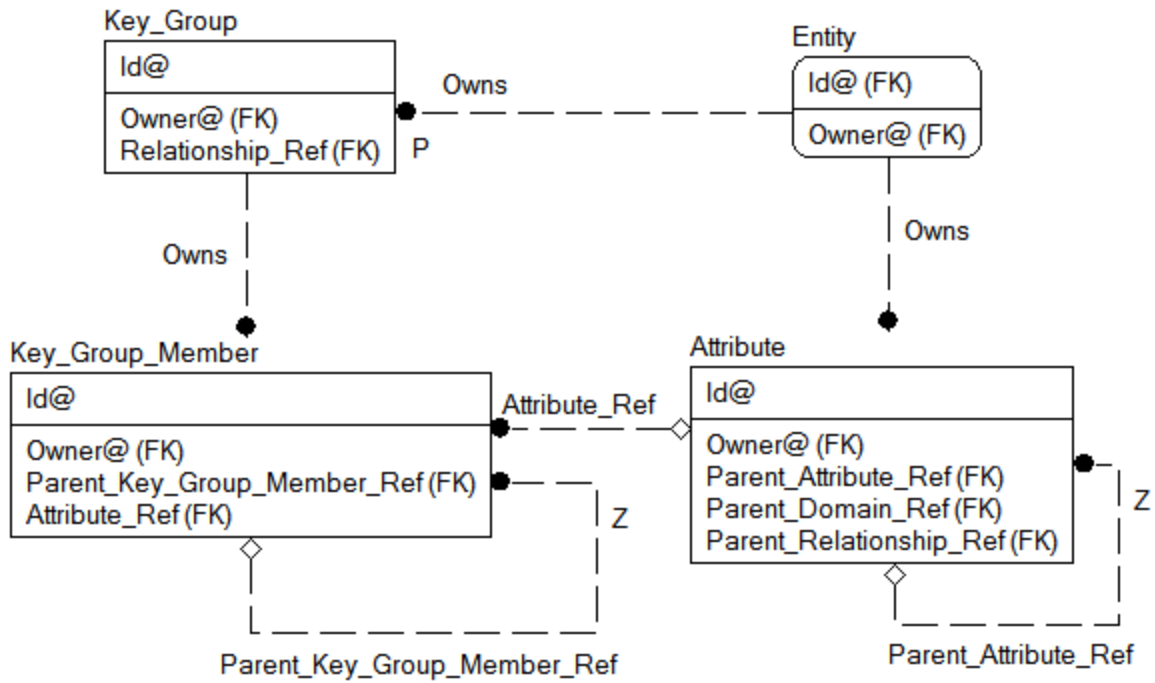 Key_Group
Id@
Owner@ (FK)
Relationship_Ref (FK)
Owns
P
Entity
Id@ (FK)
Owner@ (FK)
Owns
Owns
Key_Group_Member
Id@
Owner@ (FK)
Parent_Key_Group_Member_Ref (FK)
Attribute_Ref (FK)
Attribute_Ref
Z
Parent_Key_Group_Member_Ref
Attribute
Id@
Owner@ (FK)
Parent_Attribute_Ref (FK)
Parent_Domain_Ref (FK)
Parent_Relationship_Ref (FK)
Z
Parent_Attribute_Ref